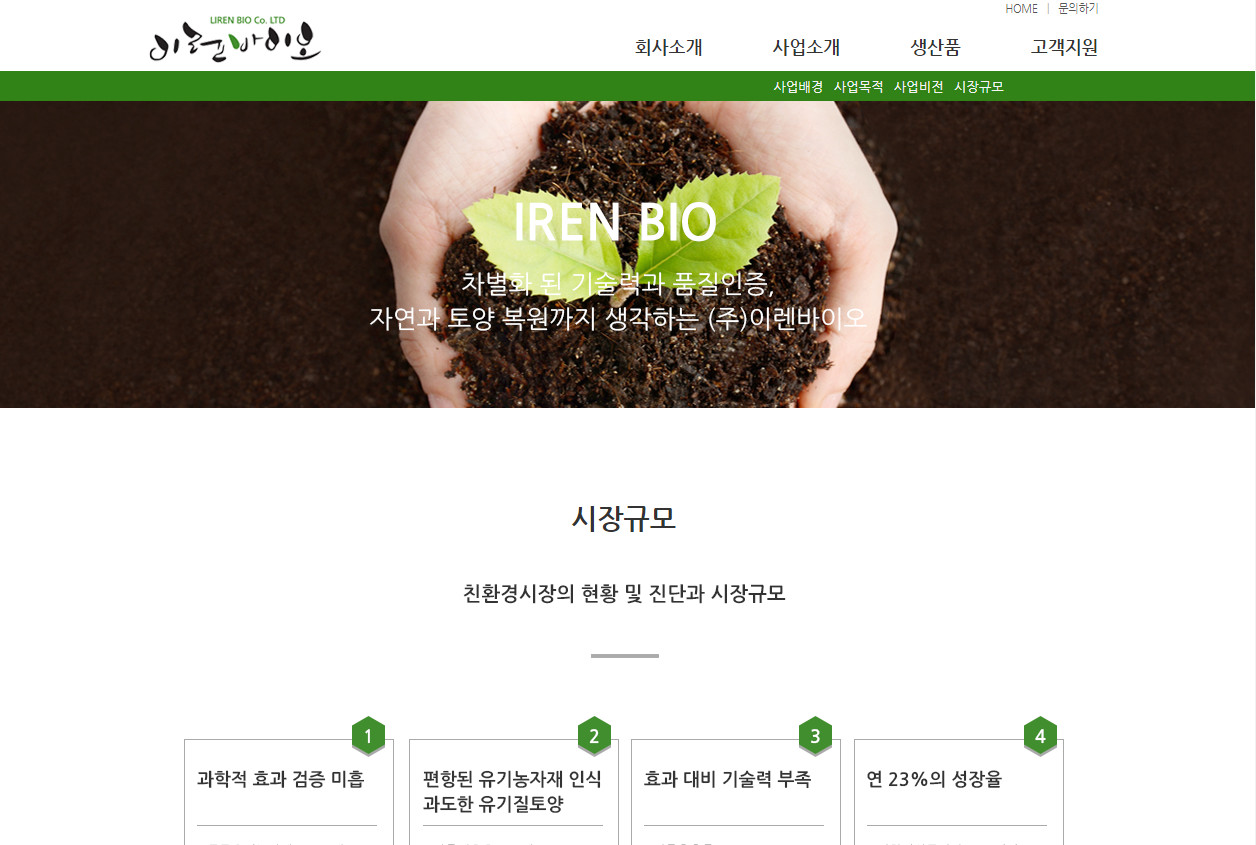 HOME | 문의하기
LIREN BIO Co. LTD
이렌바이오
회사소개 사업소개 생산품 고객지원
사업배경 사업목적 사업비전 시장규모
IREN BIO
차별화 된 기술력과 품질인증,
자연과 토양 복원까지 생각하는 (주)이렌바이오
시장규모
친환경시장의 현황 및 진단과 시장규모
1
과학적 효과 검증 미흡
2
편향된 유기농자재 인식
과도한 유기질토양
3
효과 대비 기술력 부족
4
연 23%의 성장율